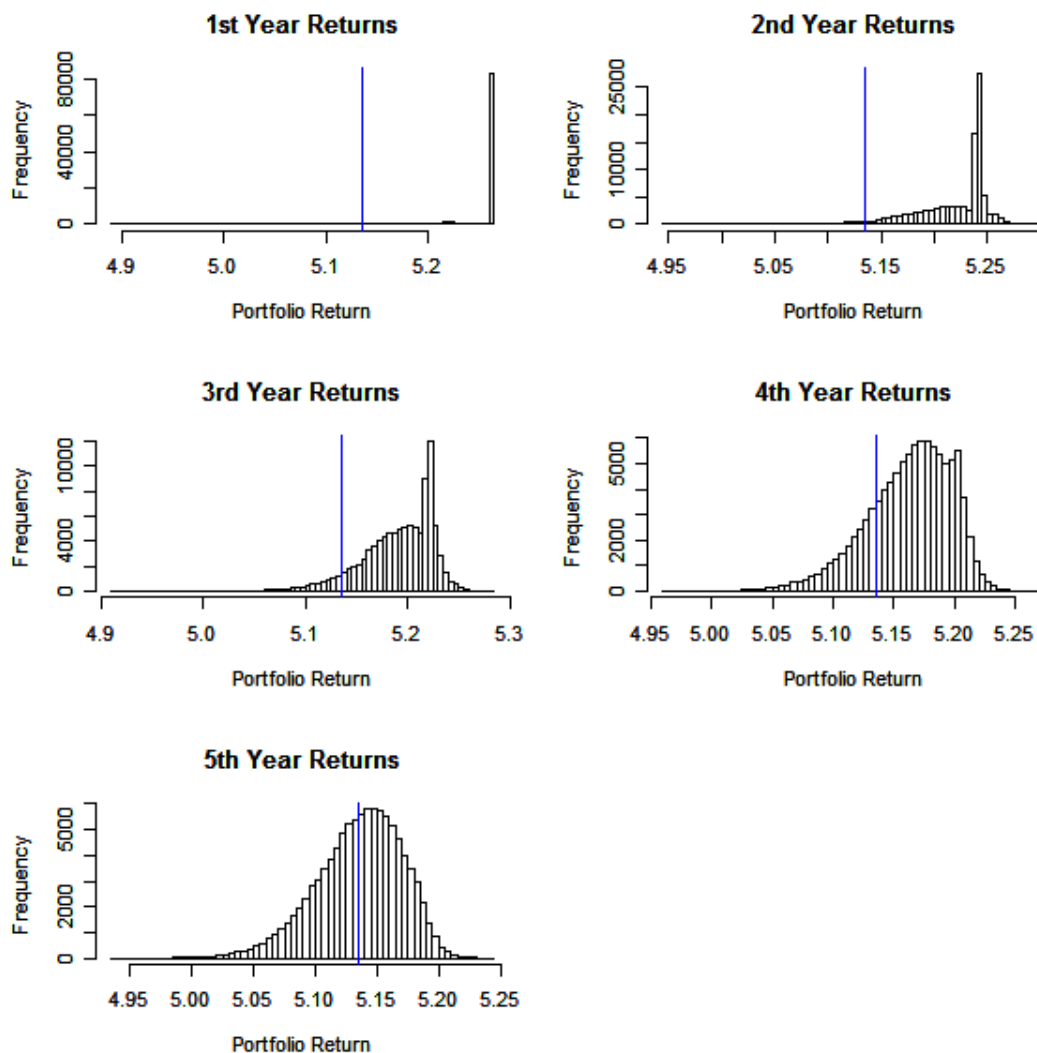 1st Year Returns
Frequency
0 40000 80000
4.9 5.0 5.1 5.2
Portfolio Return
2nd Year Returns
Frequency
0 10000 25000
4.95 5.05 5.15 5.25
Portfolio Return
3rd Year Returns
Frequency
0 4000 10000
4.9 5.0 5.1 5.2 5.3
Portfolio Return
4th Year Returns
Frequency
0 2000 5000
4.95 5.00 5.05 5.10 5.15 5.20 5.25
Portfolio Return
5th Year Returns
Frequency
0 2000 5000
4.95 5.00 5.05 5.10 5.15 5.20 5.25
Portfolio Return